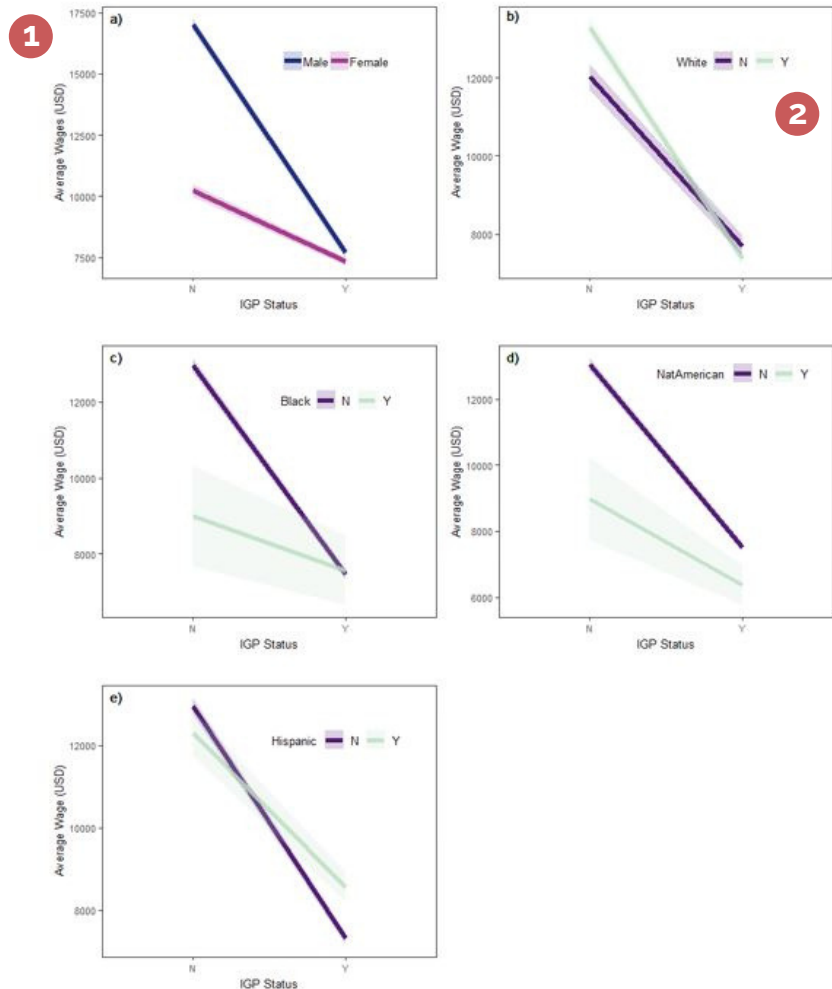 1
a)
17500
15000
12500
10000
7500
Average Wages (USD)
Male Female
N Y
IGP Status
b)
2
12000
10000
8000
Average Wage (USD)
White N Y
N Y
IGP Status
c)
12000
10000
8000
Average Wage (USD)
Black N Y
N Y
IGP Status
d)
12000
10000
8000
6000
Average Wage (USD)
NatAmerican N Y
N Y
IGP Status
e)
12000
10000
8000
Average Wage (USD)
Hispanic N Y
N Y
IGP Status